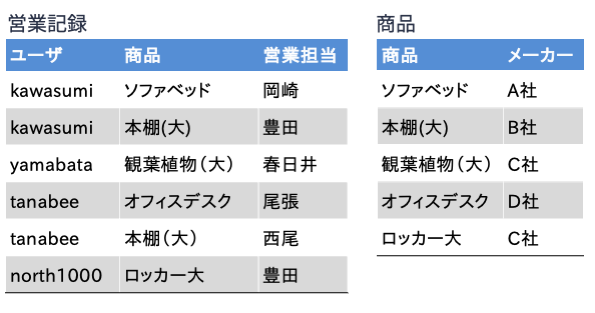 営業記録
ユーザ 商品 営業担当
kawasumi ソファベッド 岡崎
kawasumi 本棚(大) 豊田
yamabata 観葉植物（大） 春日井
tanabee オフィスデスク 尾張
tanabee 本棚（大） 西尾
north1000 ロッカー大 豊田
商品
商品 メーカー
ソファベッド A社
本棚(大) B社
観葉植物（大） C社
オフィスデスク D社
ロッカー大 C社